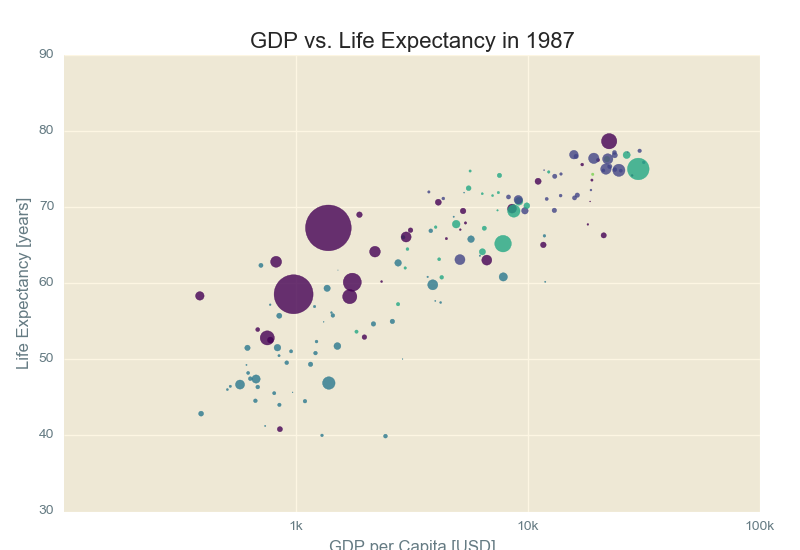 GDP vs. Life Expectancy in 1987
90
80
70
60
50
40
30
Life Expectancy [years]
1k
10k
100k
GDP per Capita [USD]